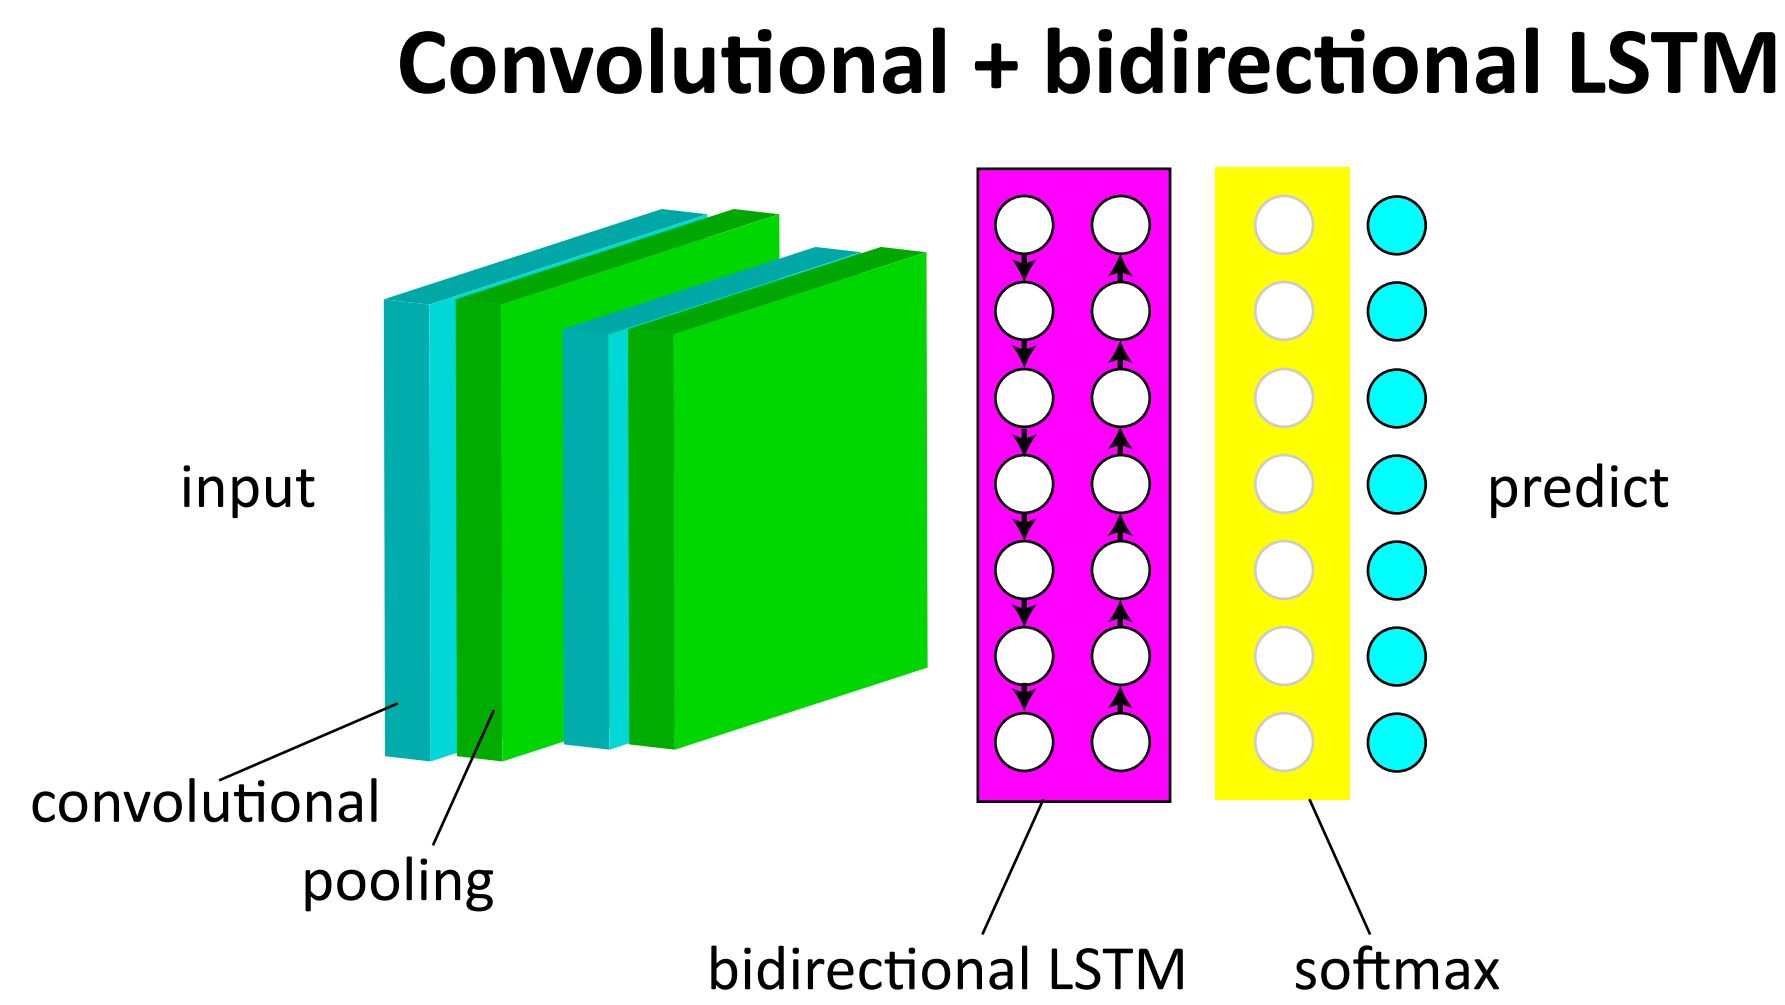 Convolutional + bidirectional LSTM
input
predict
convolutional
pooling
bidirectional LSTM
softmax